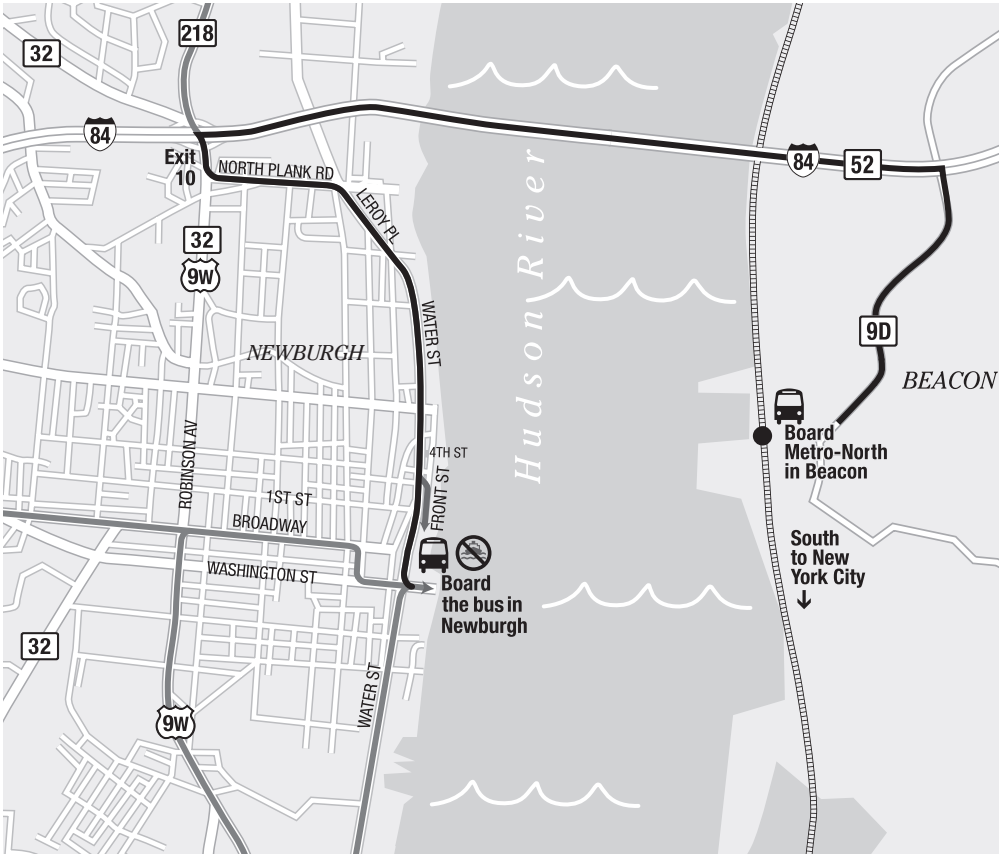 218
32
84
Exit
10
NORTH PLANK RD
84
52
LEROY PL
32
9W
Hudson River
WATER ST
9D
NEWBURGH
BEACON
ROBINSON AV
Board
Metro-North
in Beacon
4TH ST
FRONT ST
1ST ST
BROADWAY
WASHINGTON ST
South
to New
York City
Board
the bus in
Newburgh
32
WATER ST
9W